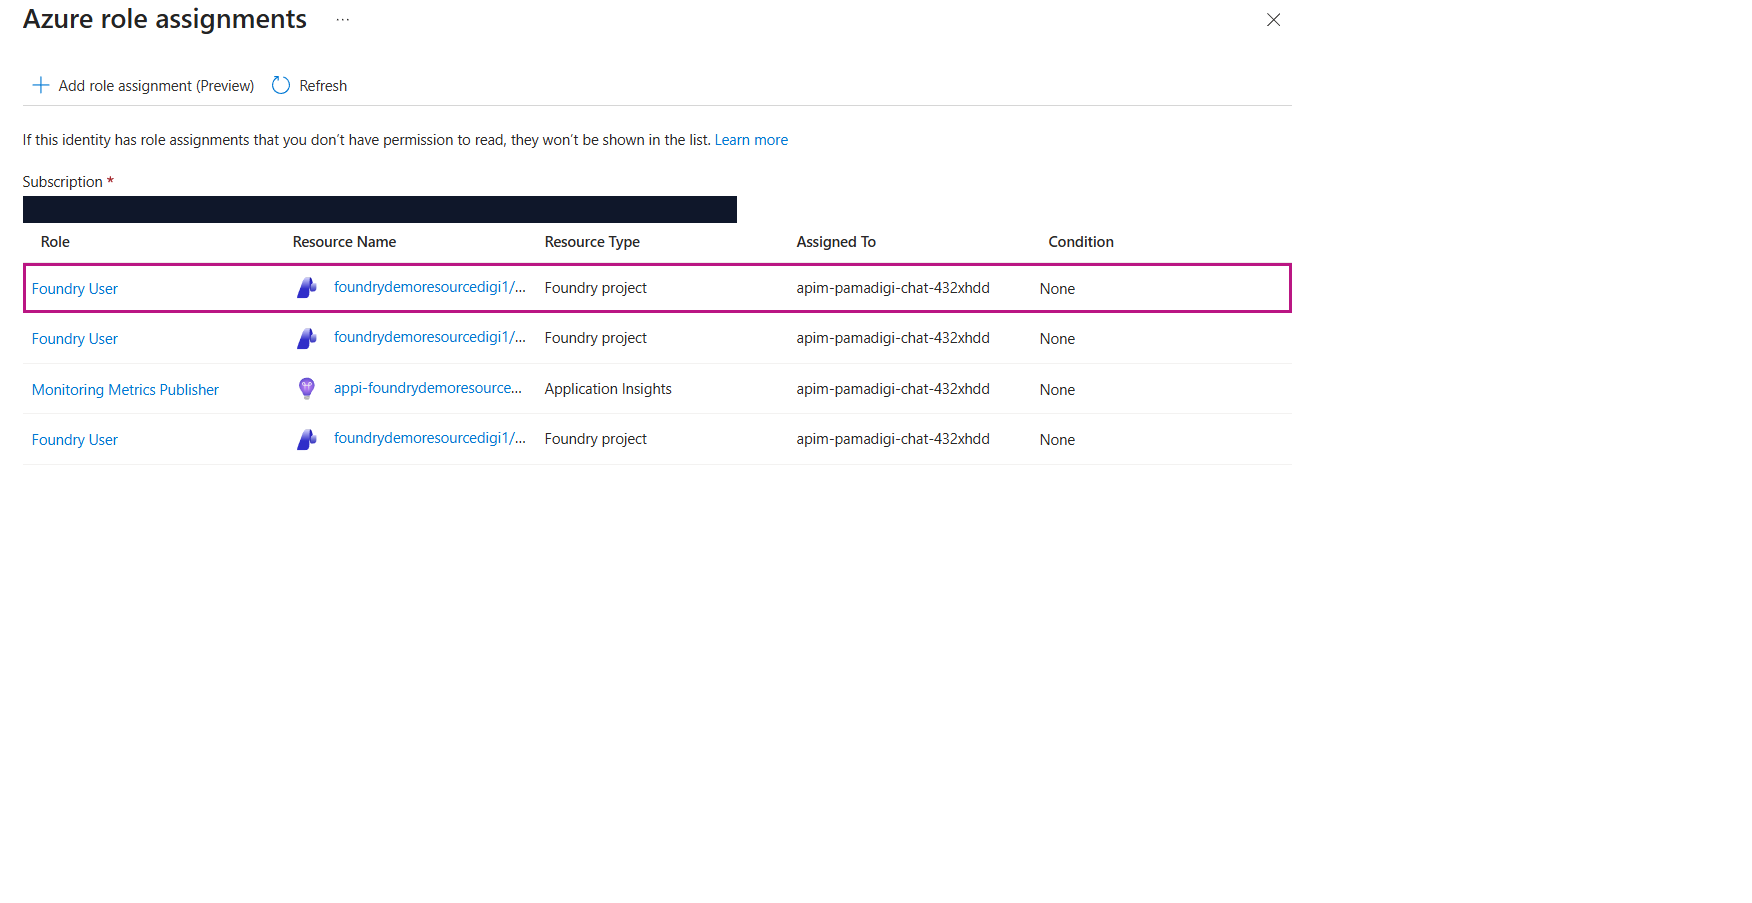 Azure role assignments ...
Add role assignment (Preview) Refresh
If this identity has role assignments that you don't have permission to read, they won't be shown in the list. Learn more
Subscription *
Role Resource Name Resource Type Assigned To Condition
Foundry User foundrydemoresourcedigi1/... Foundry project apim-pamadigi-chat-432xhdd None
Foundry User foundrydemoresourcedigi1/... Foundry project apim-pamadigi-chat-432xhdd None
Monitoring Metrics Publisher appi-foundrydemoresource... Application Insights apim-pamadigi-chat-432xhdd None
Foundry User foundrydemoresourcedigi1/... Foundry project apim-pamadigi-chat-432xhdd None